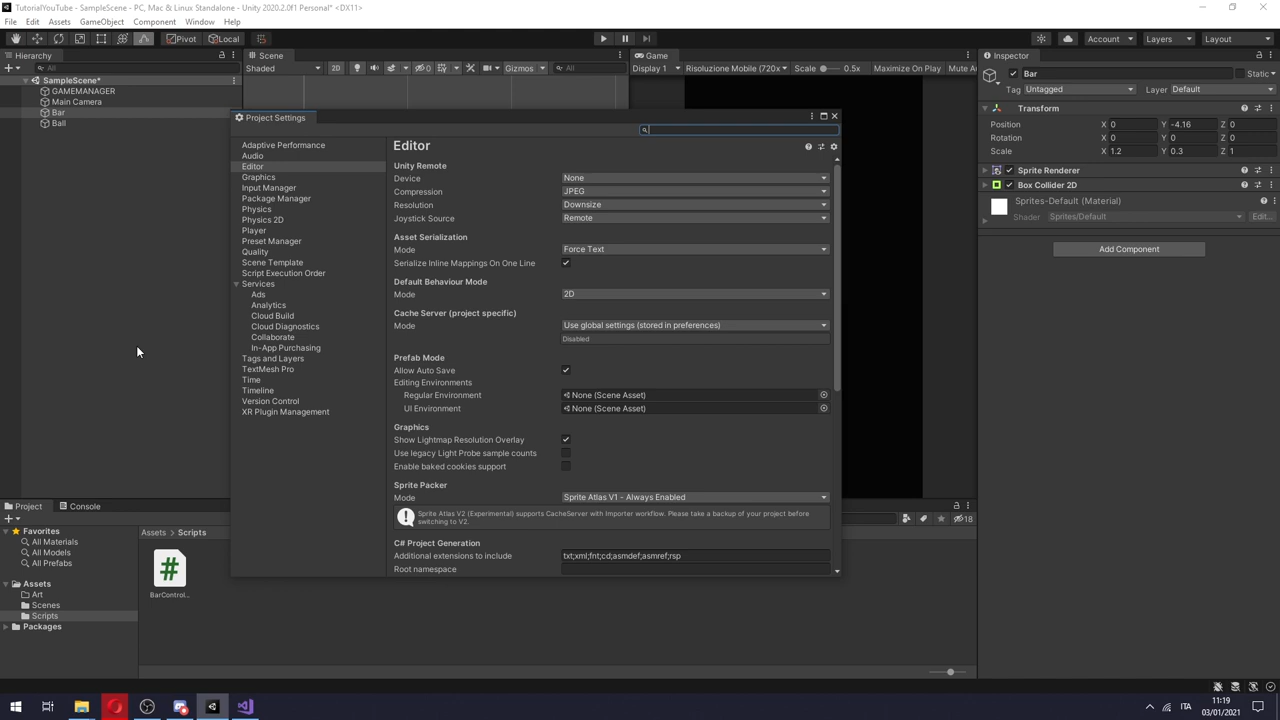 TutorialYouTube - SampleScene - PC, Mac & Linux Standalone - Unity 2020.2.0f1 Personal* <DX11>
File Edit Assets GameObject Component Window Help
Pivot Local Account Layers Layout
Hierarchy
All
SampleScene*
GAMEMANAGER
Main Camera
Bar
Ball
Scene
Shaded 2D 0 Gizmos All
Game
Display 1 Risoluzione Mobile (720x Scale 0.5x Maximize On Play Mute Au
Project Settings
Adaptive Performance
Audio
Editor
Graphics
Input Manager
Package Manager
Physics
Physics 2D
Player
Preset Manager
Quality
Scene Template
Script Execution Order
Services
Ads
Analytics
Cloud Build
Cloud Diagnostics
Collaborate
In-App Purchasing
Tags and Layers
TextMesh Pro
Time
Timeline
Version Control
XR Plugin Management
Editor
Unity Remote
Device None
Compression JPEG
Resolution Downsize
Joystick Source Remote
Asset Serialization
Mode Force Text
Serialize Inline Mappings On One Line
Default Behaviour Mode
Mode 2D
Cache Server (project specific)
Mode Use global settings (stored in preferences)
Disabled
Prefab Mode
Allow Auto Save
Editing Environments
Regular Environment None (Scene Asset)
UI Environment None (Scene Asset)
Graphics
Show Lightmap Resolution Overlay
Use legacy Light Probe sample counts
Enable baked cookies support
Sprite Packer
Mode Sprite Atlas V1 - Always Enabled
Sprite Atlas V2 (Experimental) supports CacheServer with Importer workflow. Please take a backup of your project before
switching to V2.
C# Project Generation
Additional extensions to include txt;xml;fnt;cd;asmdef;asmref;rsp
Root namespace
Inspector
Bar Static
Tag Untagged Layer Default
Transform
Position X 0 Y -4.16 Z 0
Rotation X 0 Y 0 Z 0
Scale X 1.2 Y 0.3 Z 1
Sprite Renderer
Box Collider 2D
Sprites-Default (Material)
Shader Sprites/Default Edit...
Add Component
Project Console
18
Favorites
All Materials
All Models
All Prefabs
Assets
Art
Scenes
Scripts
Packages
Assets > Scripts
#
BarControl...
ITA
11:19
03/01/2021